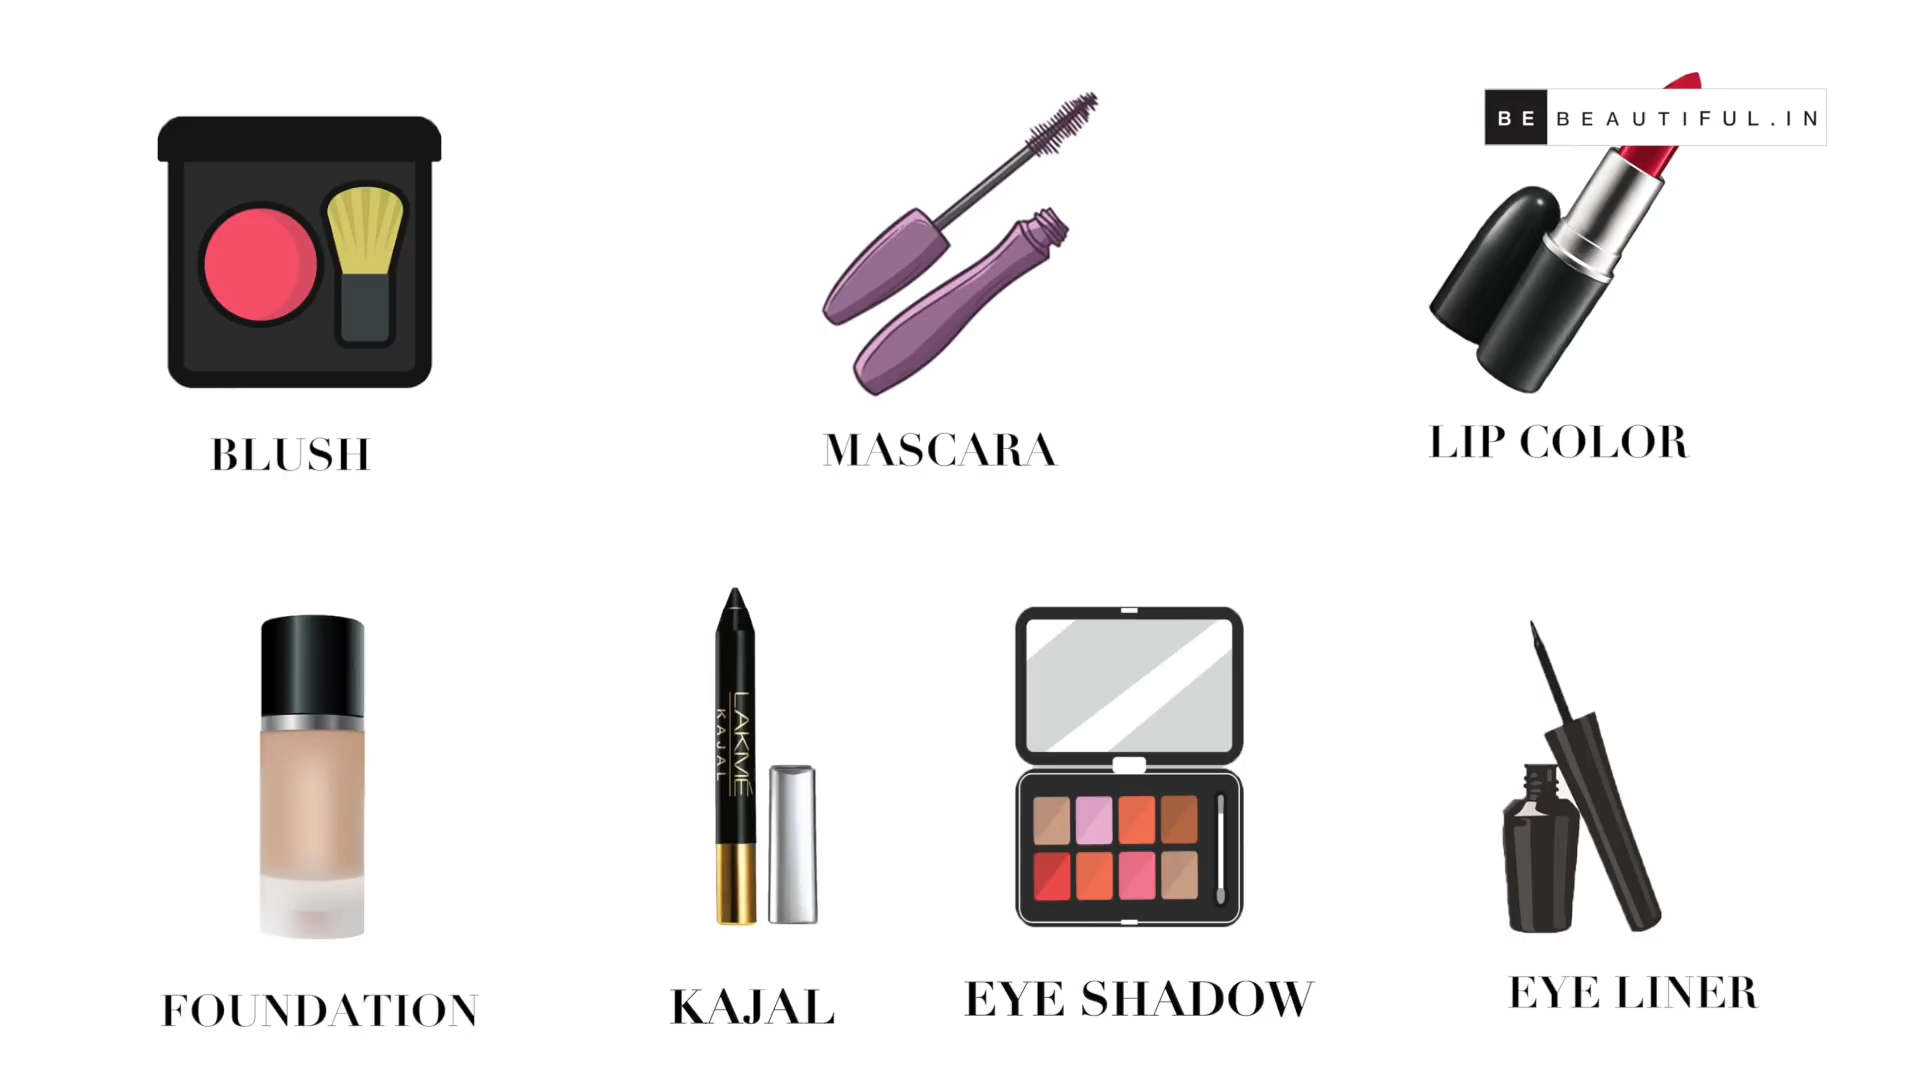 BE BEAUTIFUL.IN
BLUSH
MASCARA
LIP COLOR
LAKMÉ
KAJAL
FOUNDATION
KAJAL
EYE SHADOW
EYE LINER